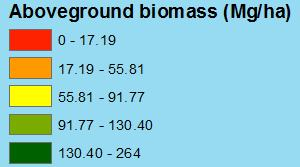 Aboveground biomass (Mg/ha)
0 - 17.19
17.19 - 55.81
55.81 - 91.77
91.77 - 130.40
130.40 - 264